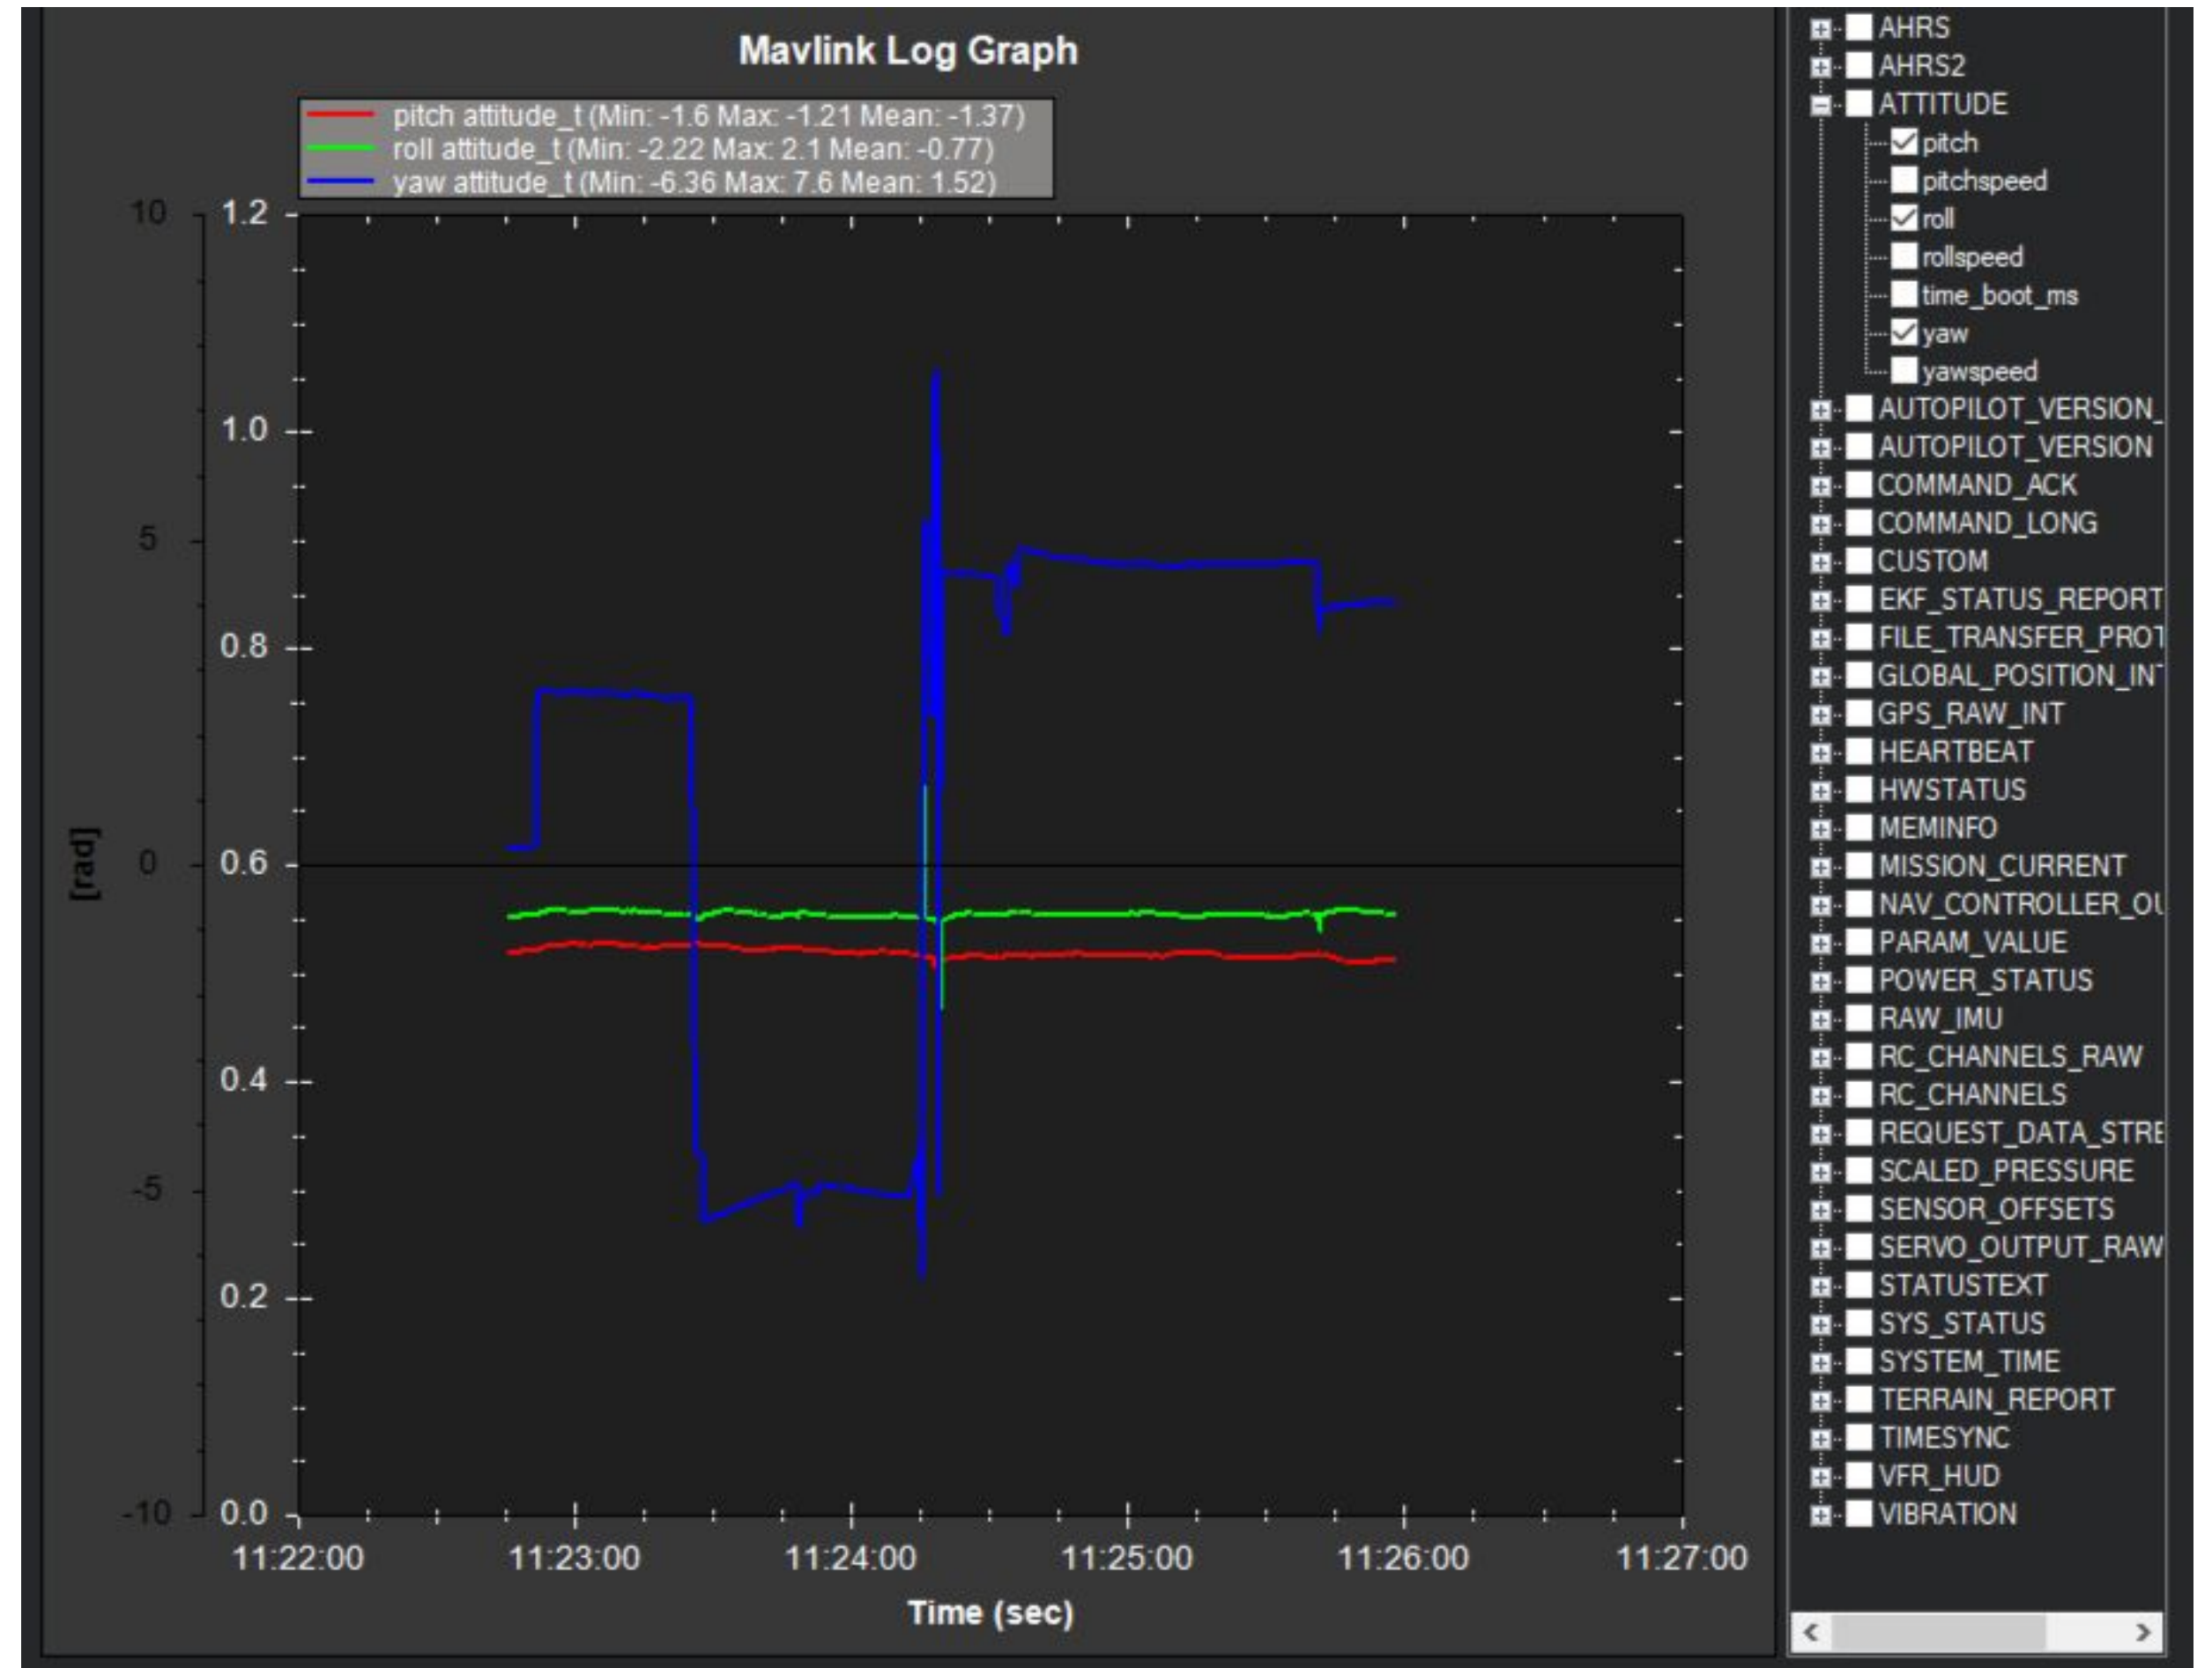 Mavlink Log Graph
pitch attitude_t (Min: -1.6 Max: -1.21 Mean: -1.37)
roll attitude_t (Min: -2.22 Max: 2.1 Mean: -0.77)
yaw attitude_t (Min: -6.36 Max: 7.6 Mean: 1.52)
10
5
0
-5
-10
[rad]
1.2
1.0
0.8
0.6
0.4
0.2
0.0
11:22:00 11:23:00 11:24:00 11:25:00 11:26:00 11:27:00
Time (sec)
AHRS
AHRS2
ATTITUDE
pitch
pitchspeed
roll
rollspeed
time_boot_ms
yaw
yawspeed
AUTOPILOT_VERSION_
AUTOPILOT_VERSION
COMMAND_ACK
COMMAND_LONG
CUSTOM
EKF_STATUS_REPORT
FILE_TRANSFER_PROT
GLOBAL_POSITION_INT
GPS_RAW_INT
HEARTBEAT
HWSTATUS
MEMINFO
MISSION_CURRENT
NAV_CONTROLLER_OU
PARAM_VALUE
POWER_STATUS
RAW_IMU
RC_CHANNELS_RAW
RC_CHANNELS
REQUEST_DATA_STRE
SCALED_PRESSURE
SENSOR_OFFSETS
SERVO_OUTPUT_RAW
STATUSTEXT
SYS_STATUS
SYSTEM_TIME
TERRAIN_REPORT
TIMESYNC
VFR_HUD
VIBRATION